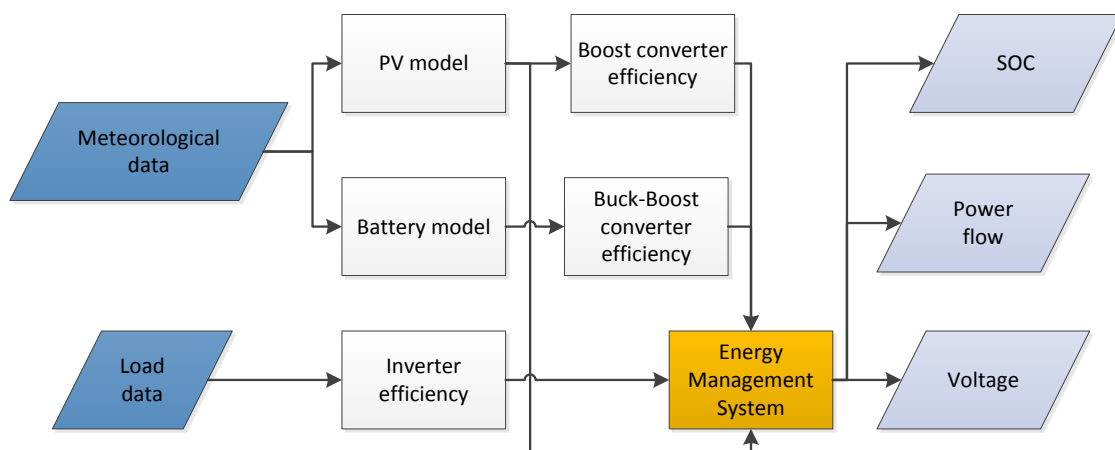 PV model
Boost converter
efficiency
SOC
Meteorological
data
Battery model
Buck-Boost
converter
efficiency
Power
flow
Load
data
Inverter
efficiency
Energy
Management
System
Voltage